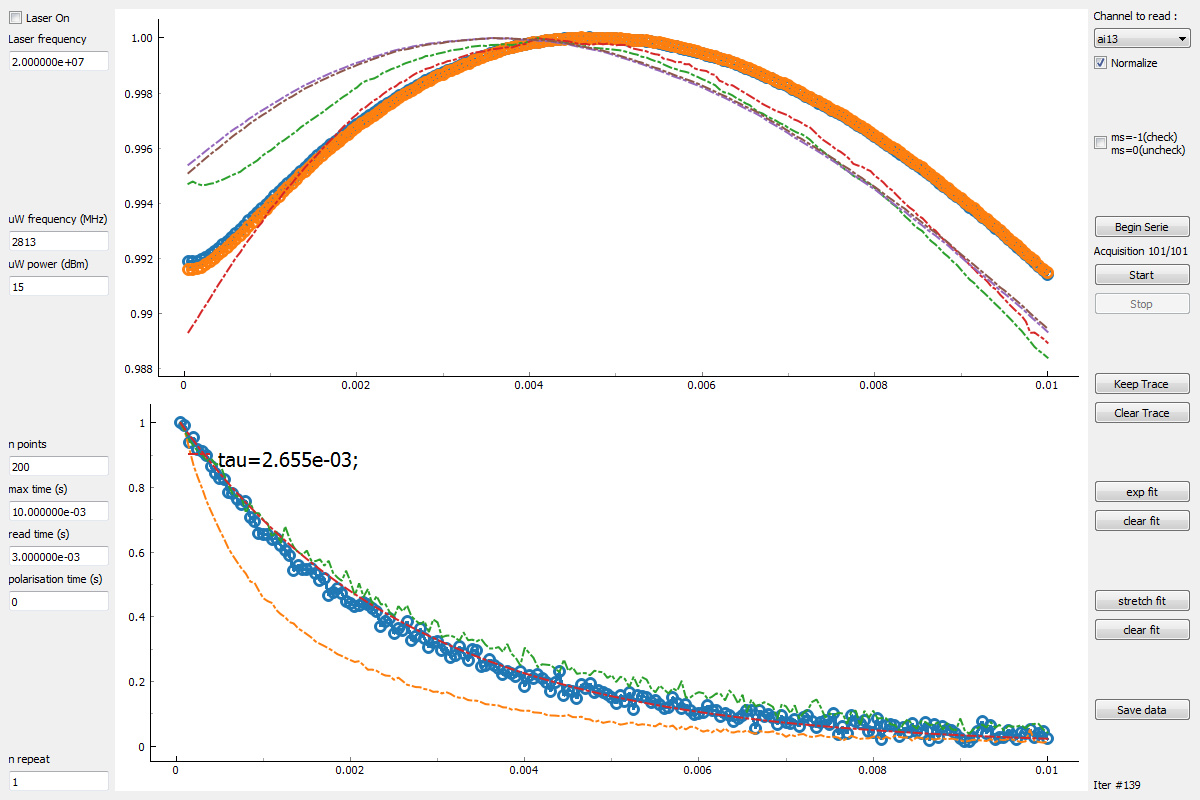 Laser On
Laser frequency
2.000000e+07
uW frequency (MHz)
2813
uW power (dBm)
15
n points
200
max time (s)
10.000000e-03
read time (s)
3.000000e-03
polarisation time (s)
0
n repeat
1
1.00
0.998
0.996
0.994
0.992
0.99
0.988
0
0.002
0.004
0.006
0.008
0.01
1
0.8
0.6
0.4
0.2
0
tau=2.655e-03;
0
0.002
0.004
0.006
0.008
0.01
Channel to read :
ai13
Normalize
ms=-1(check)
ms=0(uncheck)
Begin Serie
Acquisition 101/101
Start
Stop
Keep Trace
Clear Trace
exp fit
clear fit
stretch fit
clear fit
Save data
Iter #139